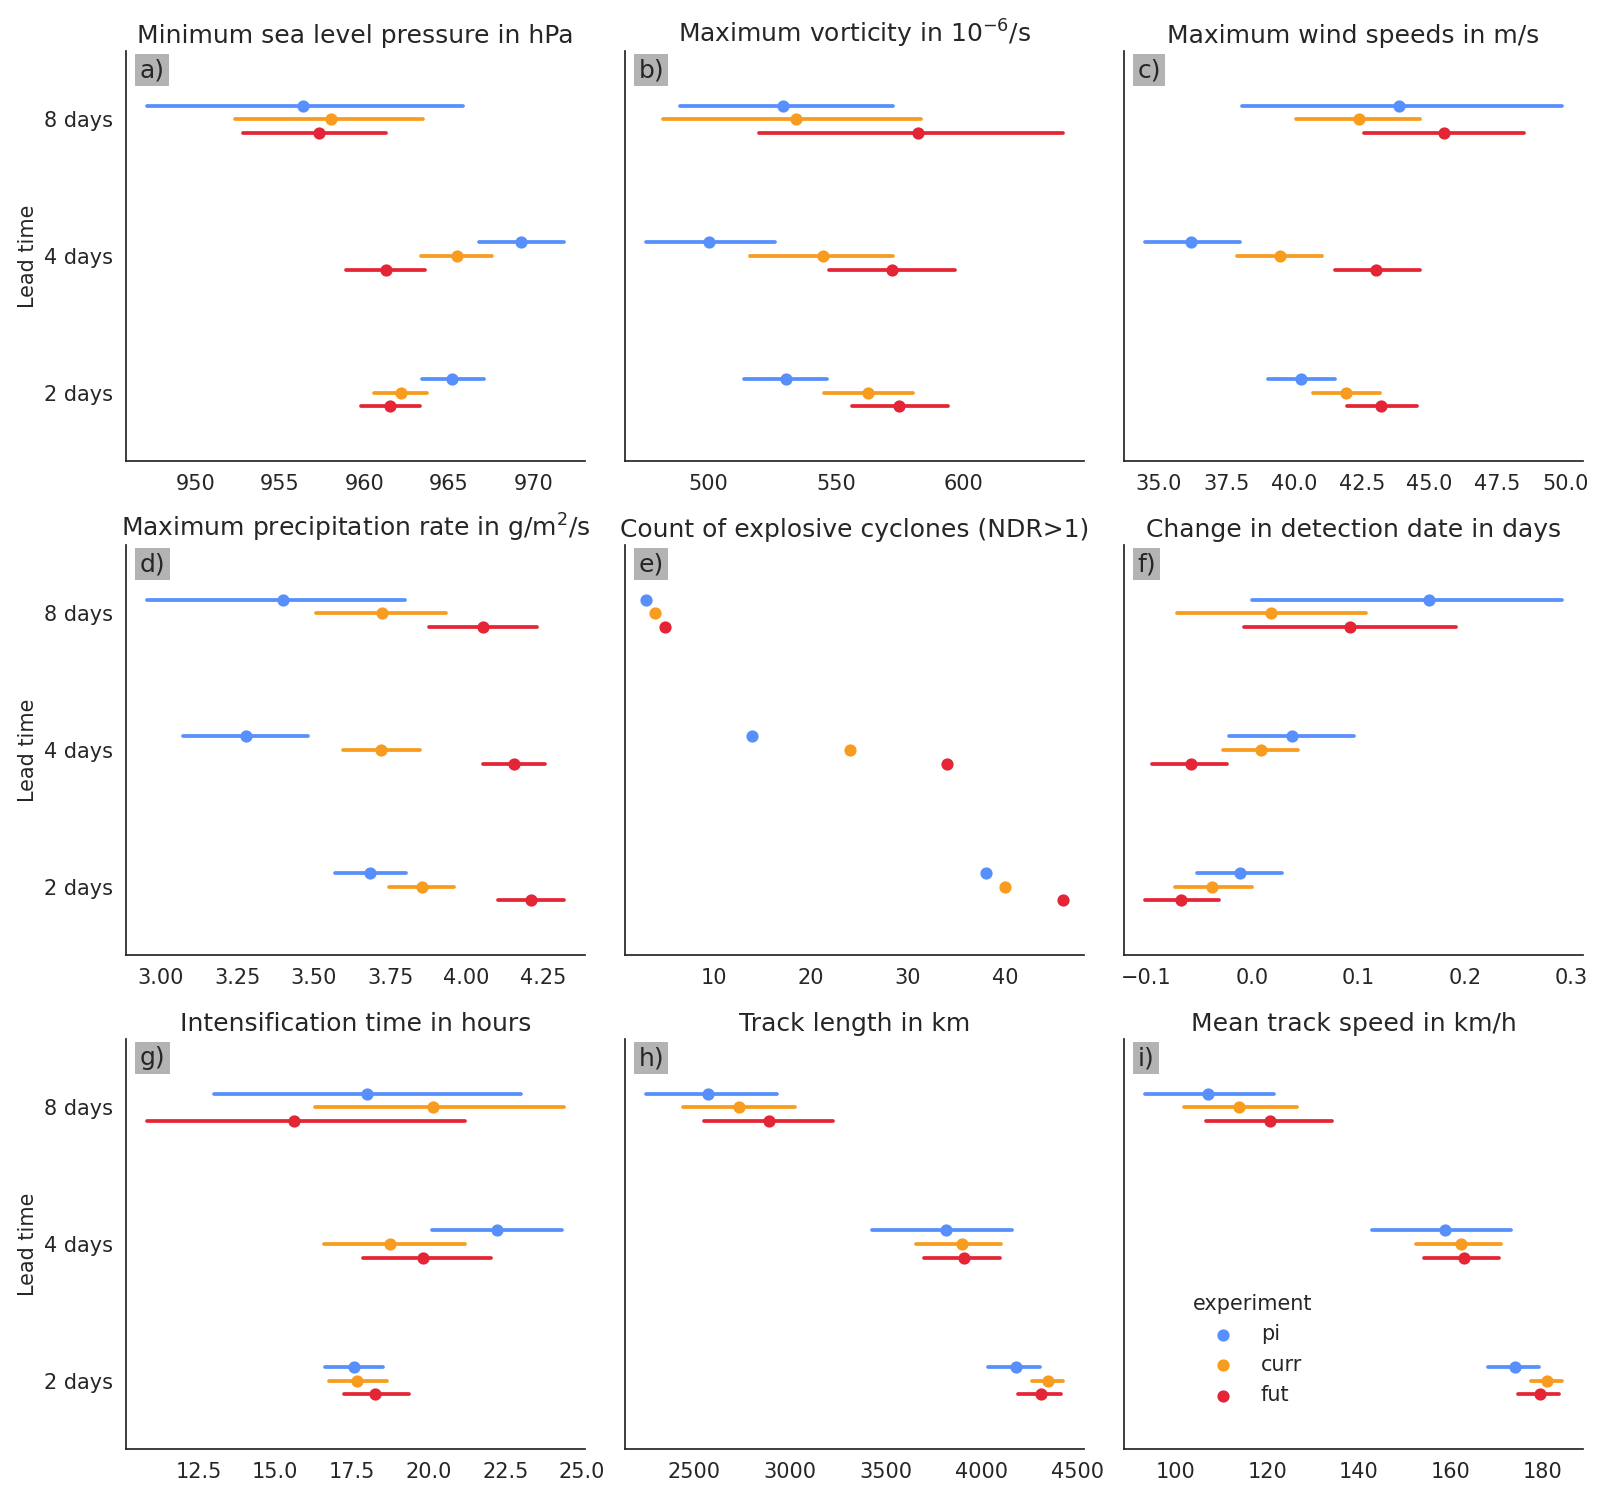 Minimum sea level pressure in hPa
Maximum vorticity in 10⁻⁶/s
Maximum wind speeds in m/s
a)
b)
c)
8 days
4 days
2 days
Lead time
950 955 960 965 970
500 550 600
35.0 37.5 40.0 42.5 45.0 47.5 50.0
Maximum precipitation rate in g/m²/s
Count of explosive cyclones (NDR>1)
Change in detection date in days
d)
e)
f)
8 days
4 days
2 days
Lead time
3.00 3.25 3.50 3.75 4.00 4.25
10 20 30 40
−0.1 0.0 0.1 0.2 0.3
Intensification time in hours
Track length in km
Mean track speed in km/h
g)
h)
i)
8 days
4 days
2 days
Lead time
experiment
pi
curr
fut
12.5 15.0 17.5 20.0 22.5 25.0
2500 3000 3500 4000 4500
100 120 140 160 180